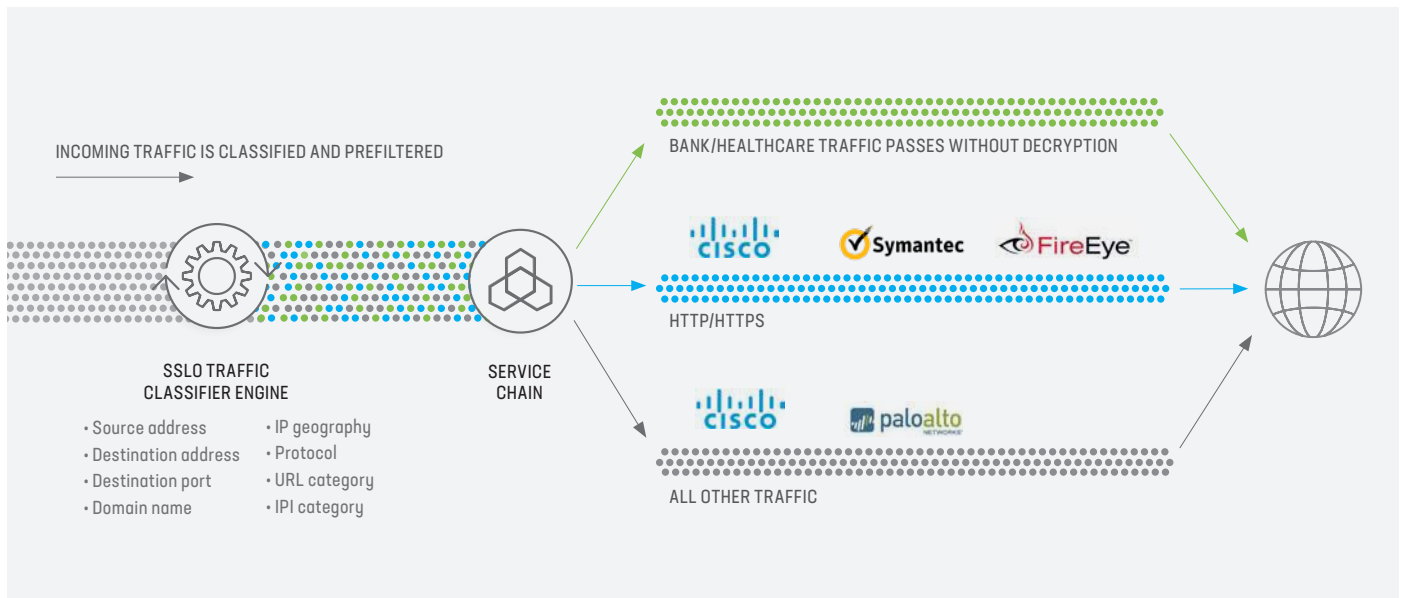 INCOMING TRAFFIC IS CLASSIFIED AND PREFILTERED
SSLO TRAFFIC
CLASSIFIER ENGINE
• Source address
• Destination address
• Destination port
• Domain name
• IP geography
• Protocol
• URL category
• IPI category
SERVICE
CHAIN
BANK/HEALTHCARE TRAFFIC PASSES WITHOUT DECRYPTION
CISCO
Symantec
FireEye
HTTP/HTTPS
CISCO
paloalto
NETWORKS
ALL OTHER TRAFFIC